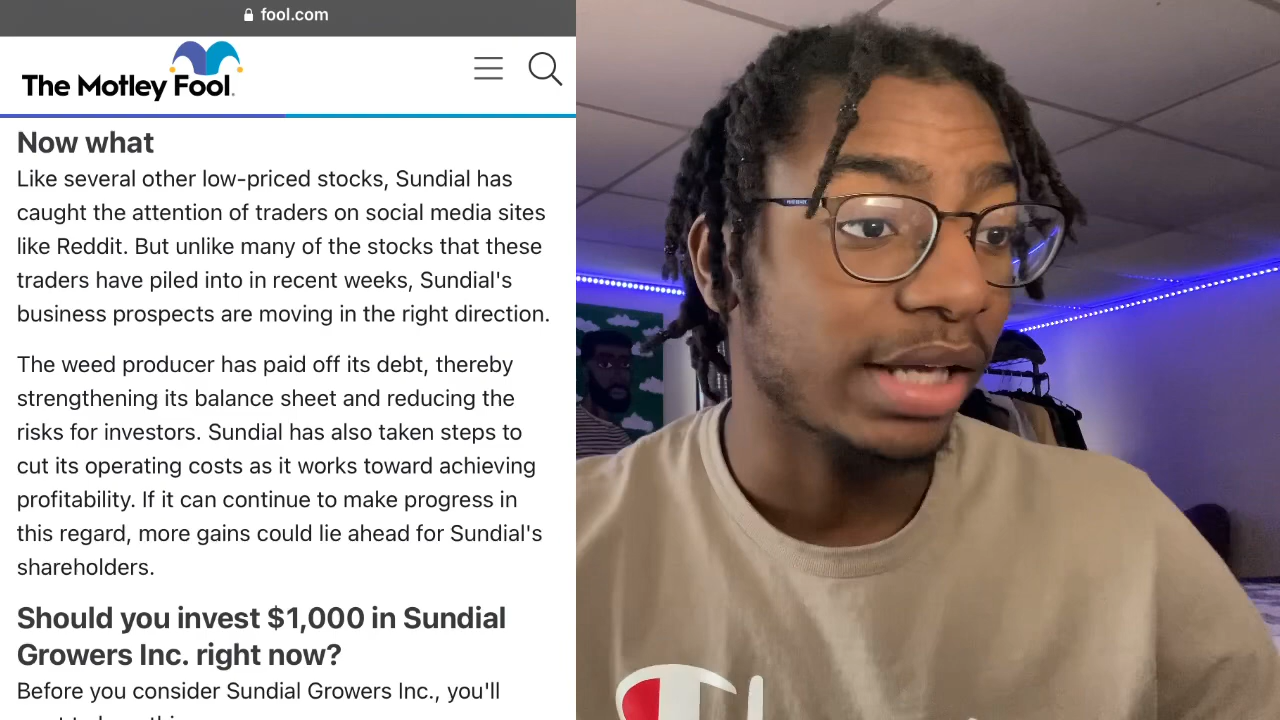 fool.com
The Motley Fool.
Now what
Like several other low-priced stocks, Sundial has
caught the attention of traders on social media sites
like Reddit. But unlike many of the stocks that these
traders have piled into in recent weeks, Sundial's
business prospects are moving in the right direction.
The weed producer has paid off its debt, thereby
strengthening its balance sheet and reducing the
risks for investors. Sundial has also taken steps to
cut its operating costs as it works toward achieving
profitability. If it can continue to make progress in
this regard, more gains could lie ahead for Sundial's
shareholders.
Should you invest $1,000 in Sundial
Growers Inc. right now?
Before you consider Sundial Growers Inc., you'll